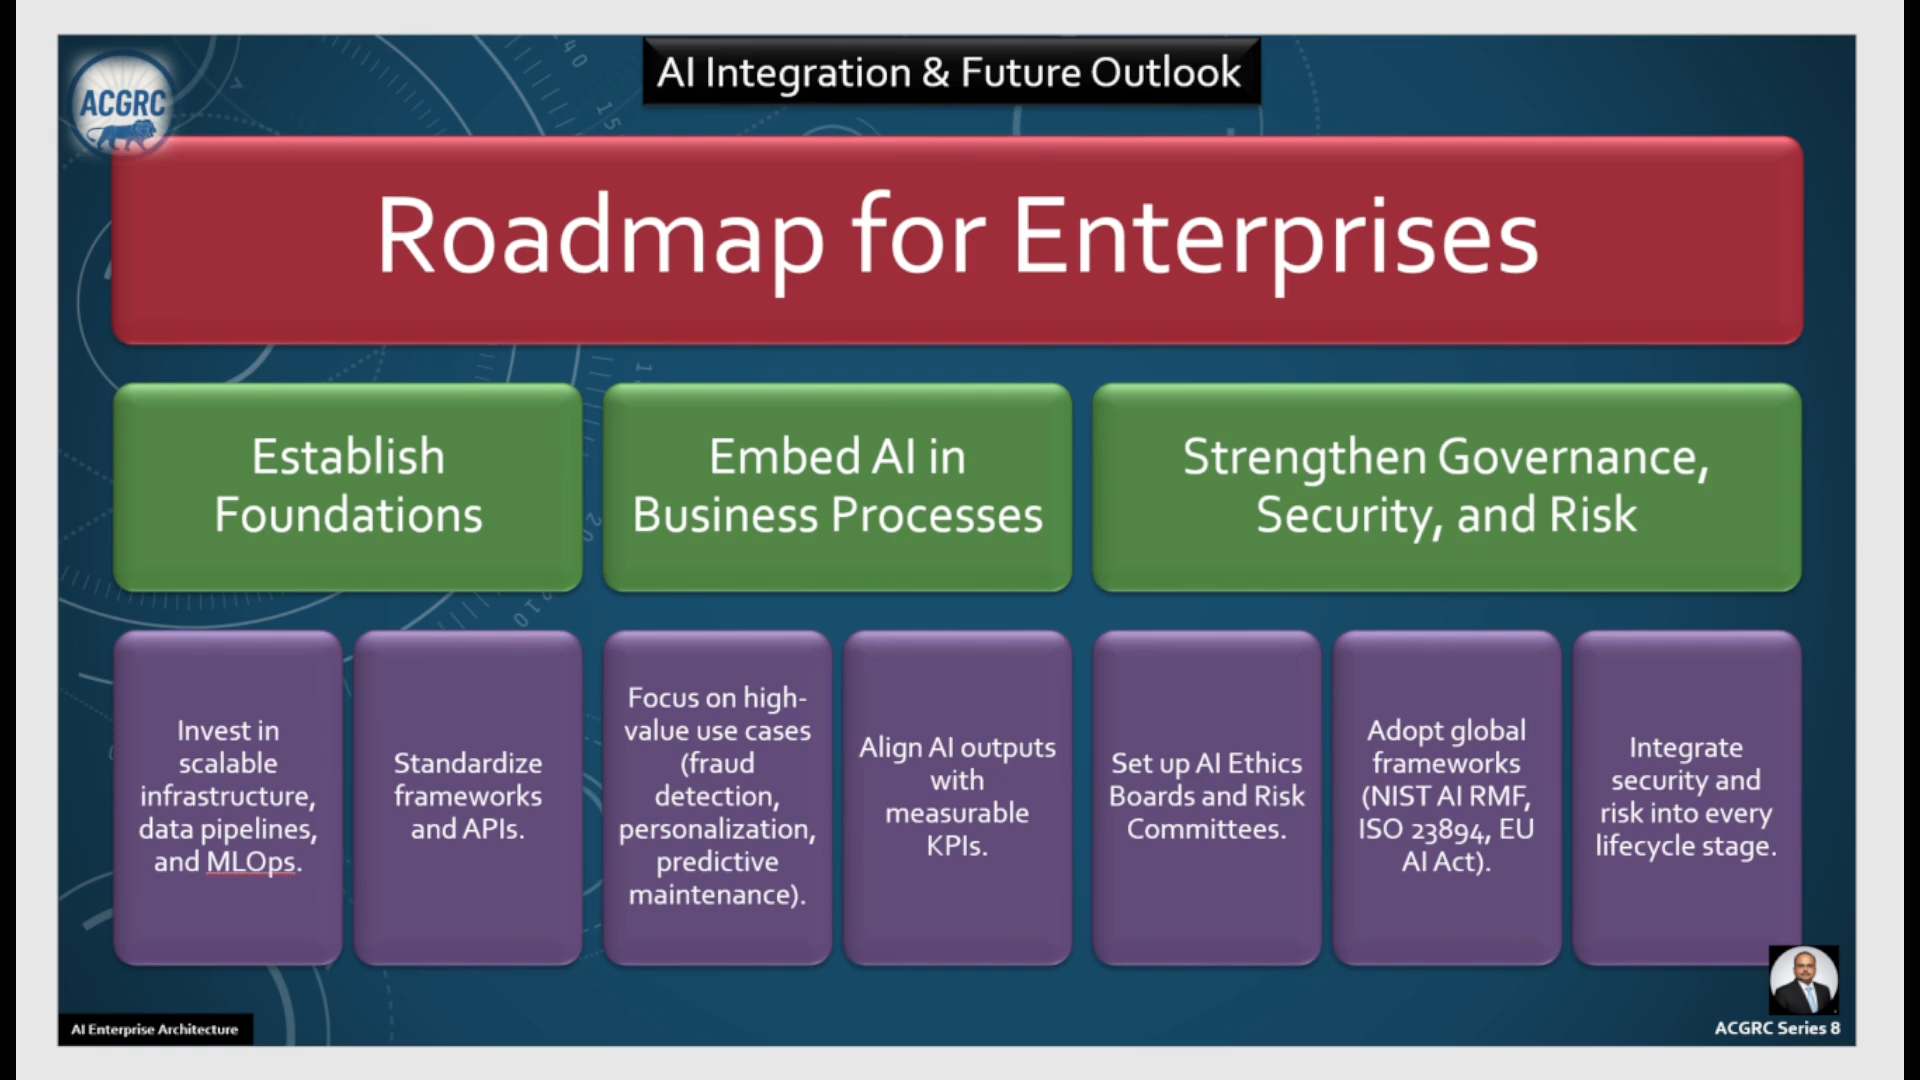 AI Integration & Future Outlook
ACGRC
Roadmap for Enterprises
Establish
Foundations
Embed AI in
Business Processes
Strengthen Governance,
Security, and Risk
Invest in
scalable
infrastructure,
data pipelines,
and MLOps.
Standardize
frameworks
and APIs.
Focus on high-
value use cases
(fraud
detection,
personalization,
predictive
maintenance).
Align AI outputs
with
measurable
KPIs.
Set up AI Ethics
Boards and Risk
Committees.
Adopt global
frameworks
(NIST AI RMF,
ISO 23894, EU
AI Act).
Integrate
security and
risk into every
lifecycle stage.
AI Enterprise Architecture
ACGRC Series 8